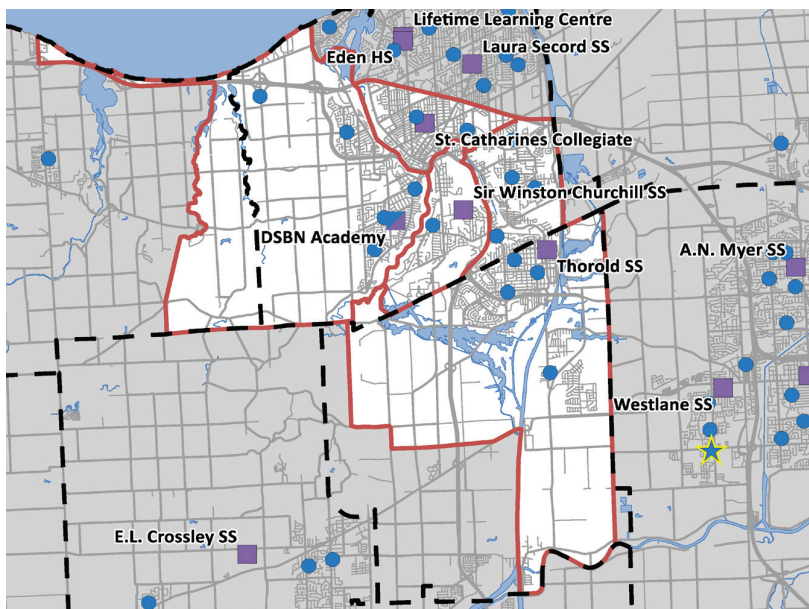 Lifetime Learning Centre
Laura Secord SS
Eden HS
St. Catharines Collegiate
Sir Winston Churchill SS
DSBN Academy
A.N. Myer SS
Thorold SS
Westlane SS
E.L. Crossley SS